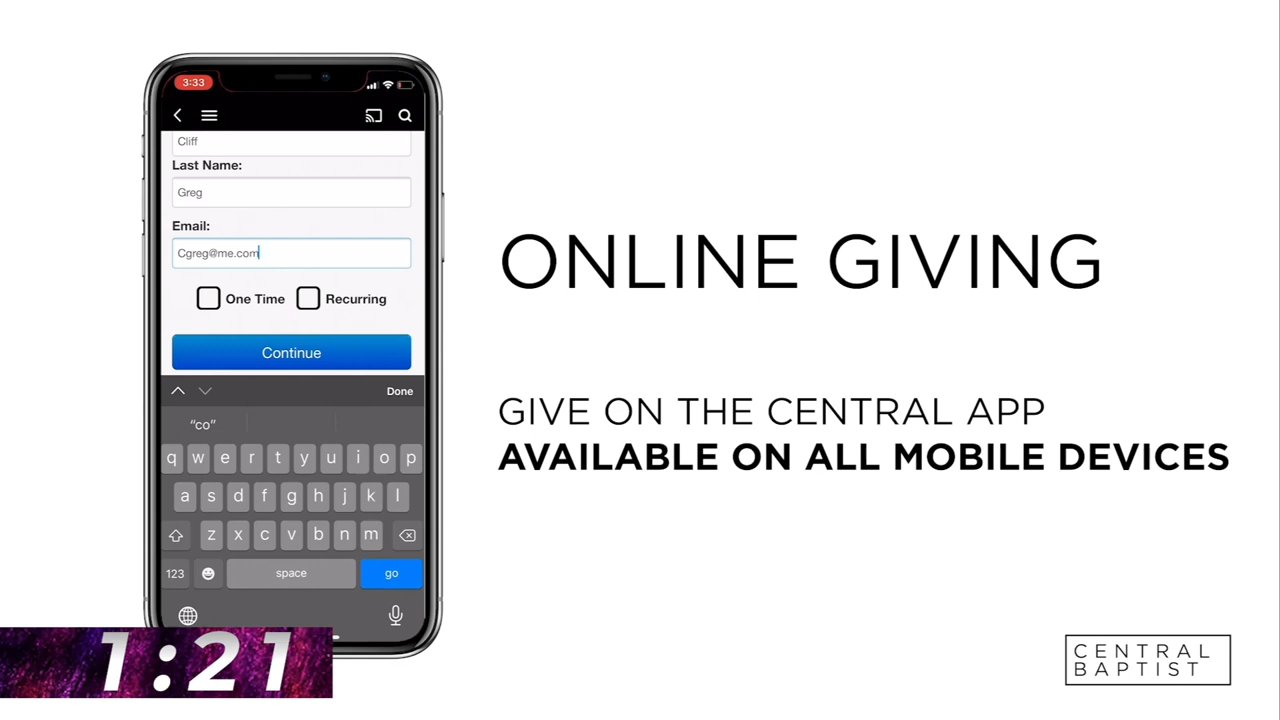 3:33
Cliff
Last Name:
Greg
Email:
Cgreg@me.com
One Time Recurring
Continue
Done
“co”
q w e r t y u i o p
a s d f g h j k l
z x c v b n m
123 space go
1:21
ONLINE GIVING
GIVE ON THE CENTRAL APP
AVAILABLE ON ALL MOBILE DEVICES
CENTRAL
BAPTIST